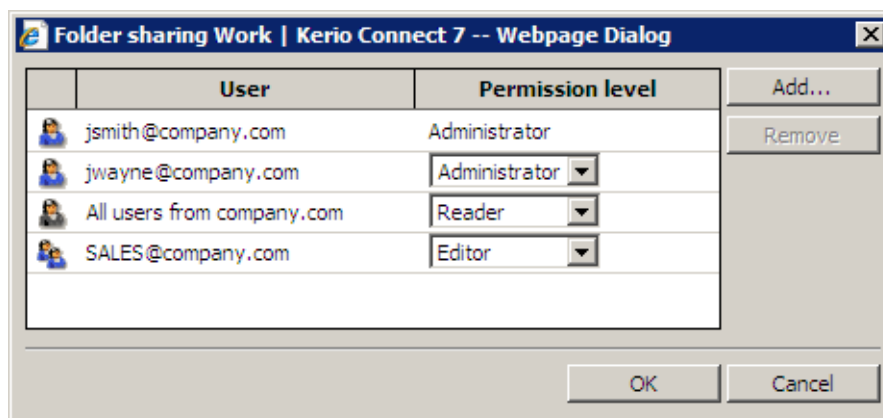 Folder sharing Work | Kerio Connect 7 -- Webpage Dialog
User Permission level
Add...
jsmith@company.com Administrator
Remove
jwayne@company.com Administrator
All users from company.com Reader
SALES@company.com Editor
OK Cancel